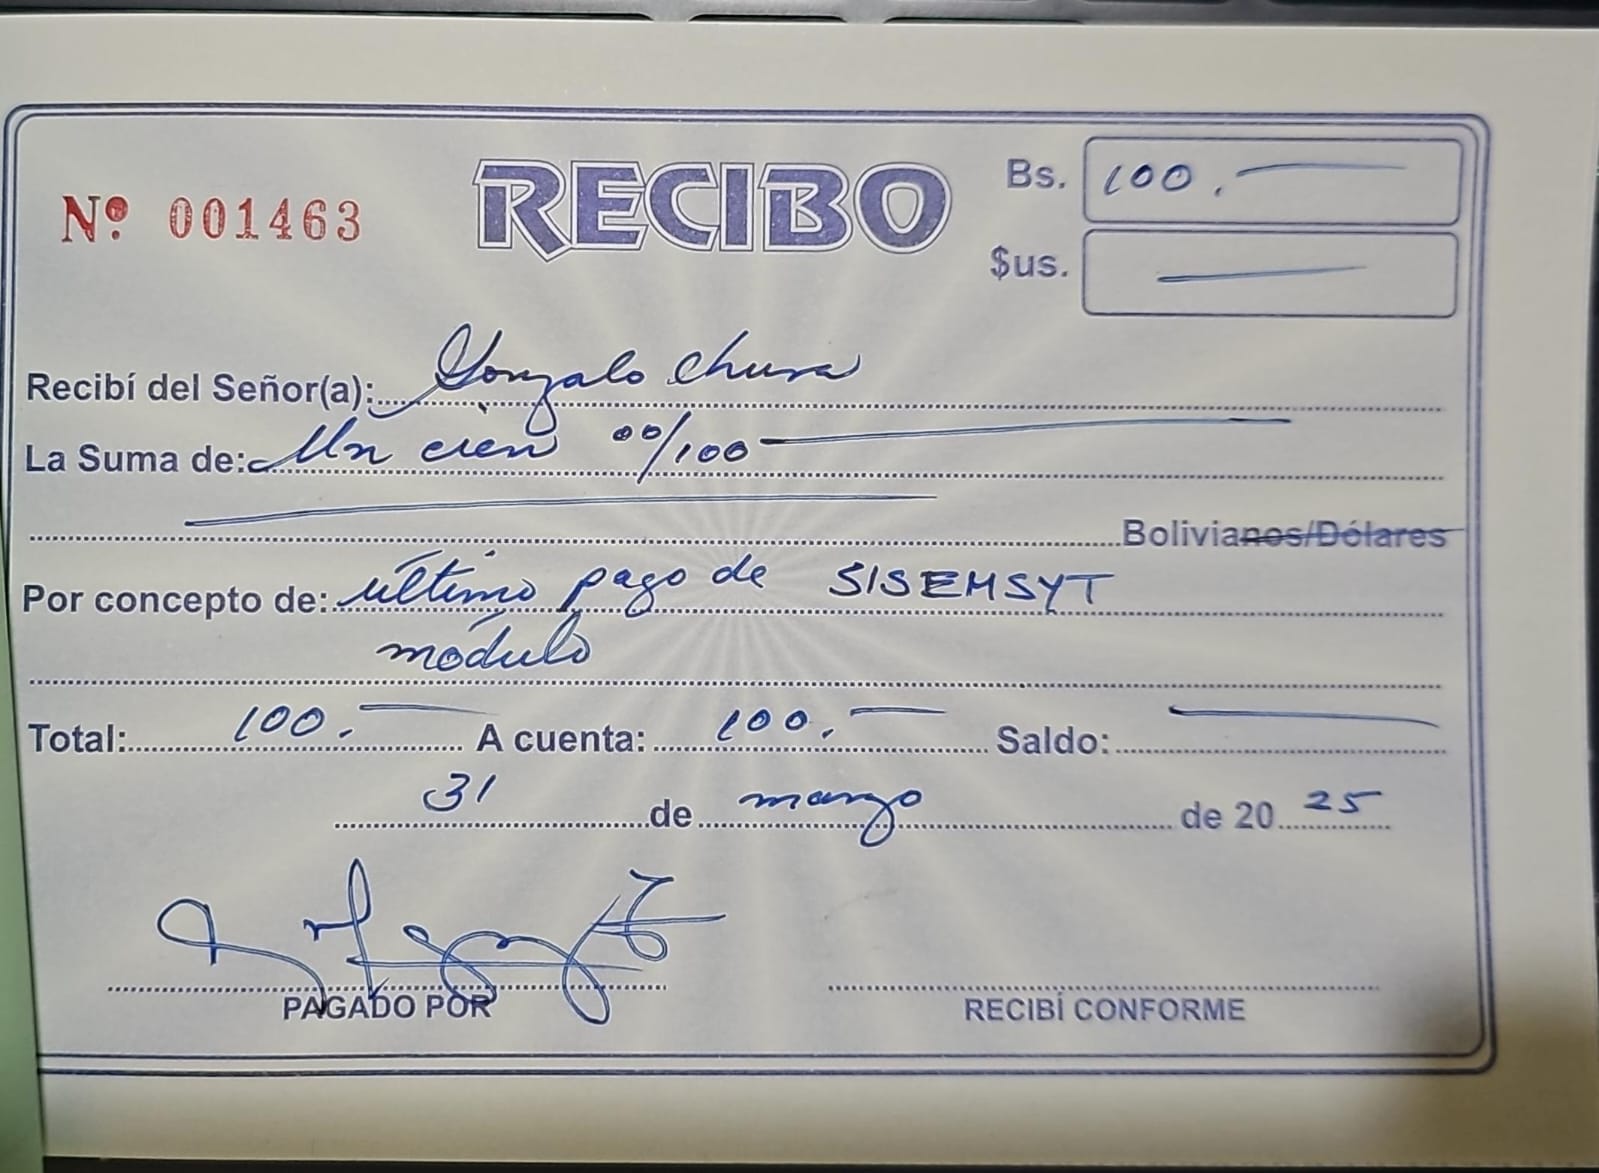 Nº 001463
RECIBO
Bs. 100.
$us.
Recibí del Señor(a): Gonzalo Chura
La Suma de: Un cien 00/100
Bolivianos/Dólares
Por concepto de: último pago de SISEMSYT
módulo
Total: 100. A cuenta: 100. Saldo:
31 de marzo de 2025
PAGADO POR
RECIBÍ CONFORME